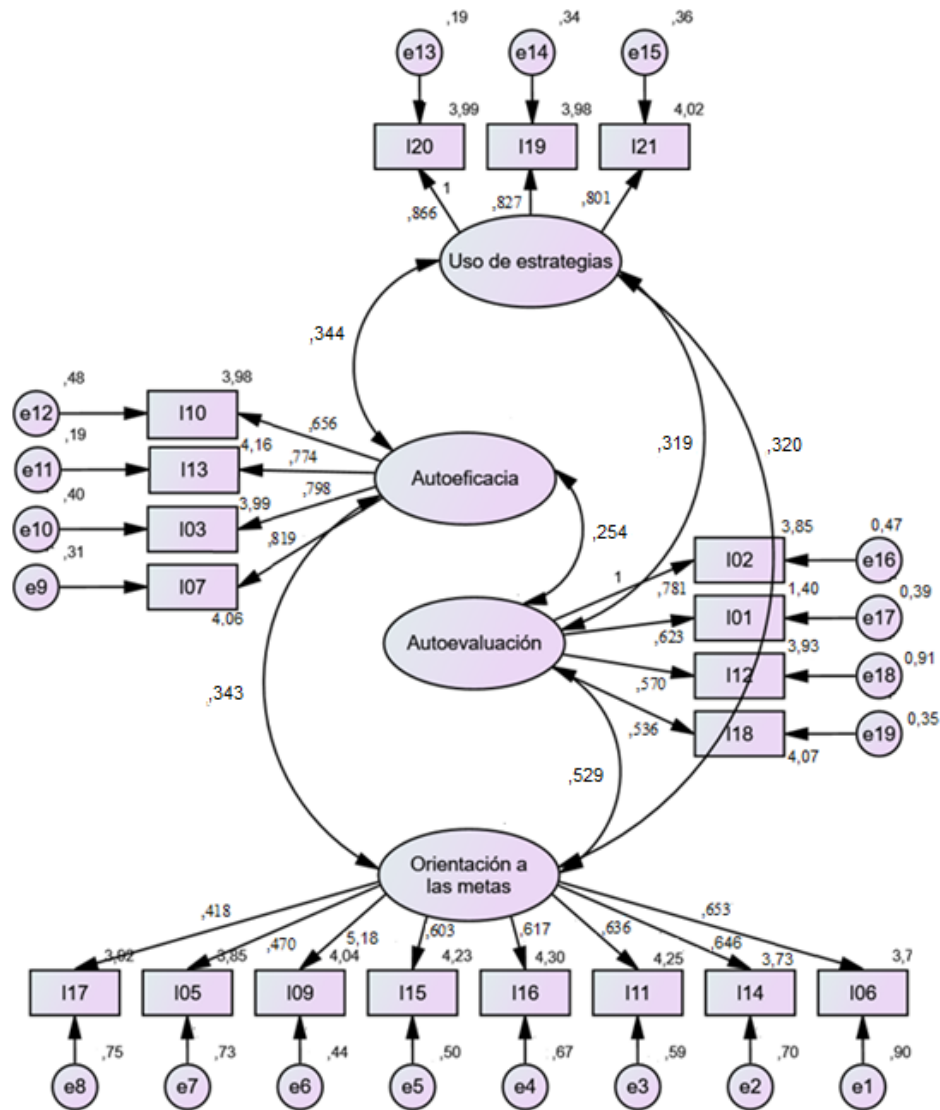 ,19 ,34 ,36
e13 e14 e15
3,99 3,98 4,02
I20 I19 I21
1
,866 ,827 ,801
Uso de estrategias
,344
,48 3,98
e12 I10
,656
,19 4,16
e11 I13 ,774
,319 ,320
Autoeficacia
,40 3,99 ,798
e10 I03
,31 ,819
e9 I07
4,06
,254
3,85 0,47
I02 e16
1 ,781
1,40 0,39
I01 e17
Autoevaluación
,623
3,93 0,91
I12 e18
,570
,343
,536 0,35
I18 e19
4,07
,529
Orientación a
las metas
,418 ,470 5,18 ,603 ,617 ,636 ,646 ,653
3,92 3,85 4,04 4,23 4,30 4,25 3,73 3,7
I17 I05 I09 I15 I16 I11 I14 I06
,75 ,73 ,44 ,50 ,67 ,59 ,70 ,90
e8 e7 e6 e5 e4 e3 e2 e1